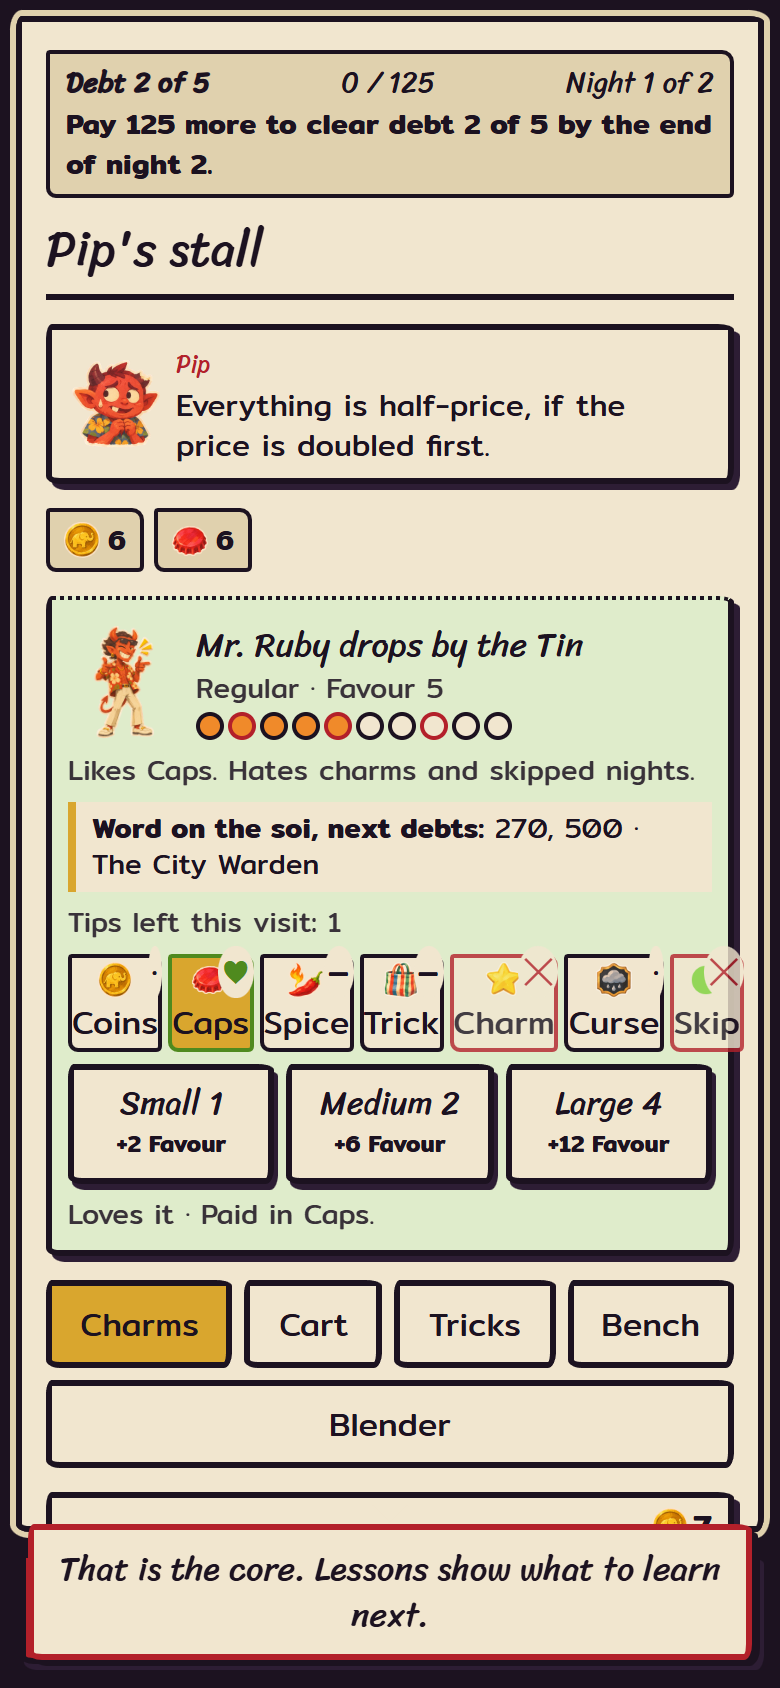 Debt 2 of 5 0 / 125 Night 1 of 2
Pay 125 more to clear debt 2 of 5 by the end
of night 2.
Pip's stall
Pip
Everything is half-price, if the
price is doubled first.
6 6
Mr. Ruby drops by the Tin
Regular · Favour 5
Likes Caps. Hates charms and skipped nights.
Word on the soi, next debts: 270, 500 ·
The City Warden
Tips left this visit: 1
Coins Caps Spice Trick Charm Curse Skip
Small 1 Medium 2 Large 4
+2 Favour +6 Favour +12 Favour
Loves it · Paid in Caps.
Charms Cart Tricks Bench
Blender
That is the core. Lessons show what to learn
next.